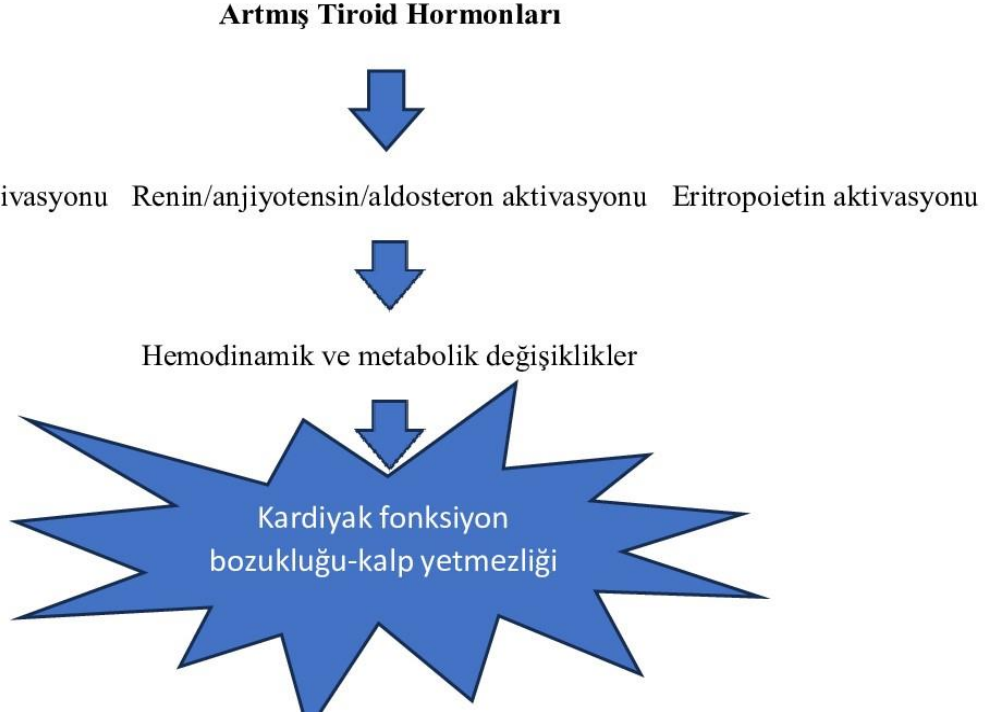 Artmış Tiroid Hormonları
ivasyonu Renin/anjiyotensin/aldosteron aktivasyonu Eritropoietin aktivasyonu
Hemodinamik ve metabolik değişiklikler
Kardiyak fonksiyon
bozukluğu-kalp yetmezliği